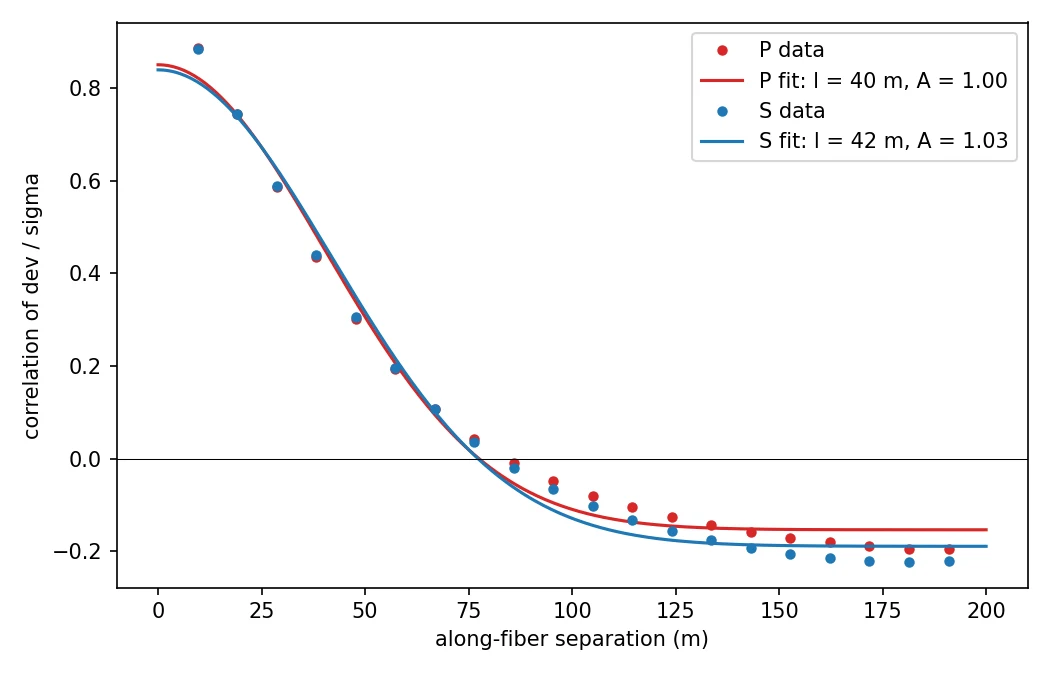 P data
P fit: l = 40 m, A = 1.00
S data
S fit: l = 42 m, A = 1.03
correlation of dev / sigma
0.8
0.6
0.4
0.2
0.0
−0.2
0 25 50 75 100 125 150 175 200
along-fiber separation (m)